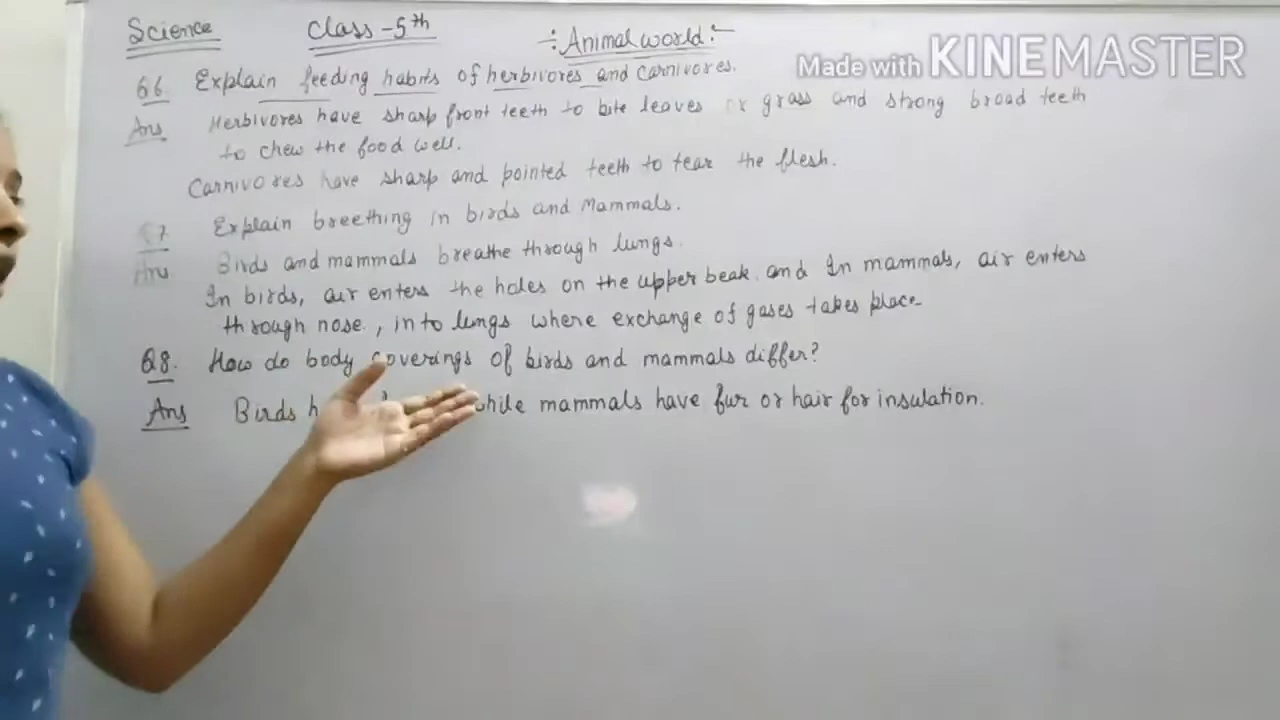 Science Class-5th ÷Animal world:-
Made with KINEMASTER
Q6. Explain feeding habits of herbivores and carnivores.
Ans Herbivores have sharp front teeth to bite leaves or grass and strong broad teeth
to chew the food well.
Carnivores have sharp and pointed teeth to tear the flesh.
7 Explain breething in birds and Mammals.
Ans Birds and mammals breathe through lungs.
In birds, air enters the holes on the upper beak. and In mammals, air enters
through nose., into lungs where exchange of gases takes place
Q8. How do body coverings of birds and mammals differ?
Ans Birds while mammals have fur or hair for insulation.